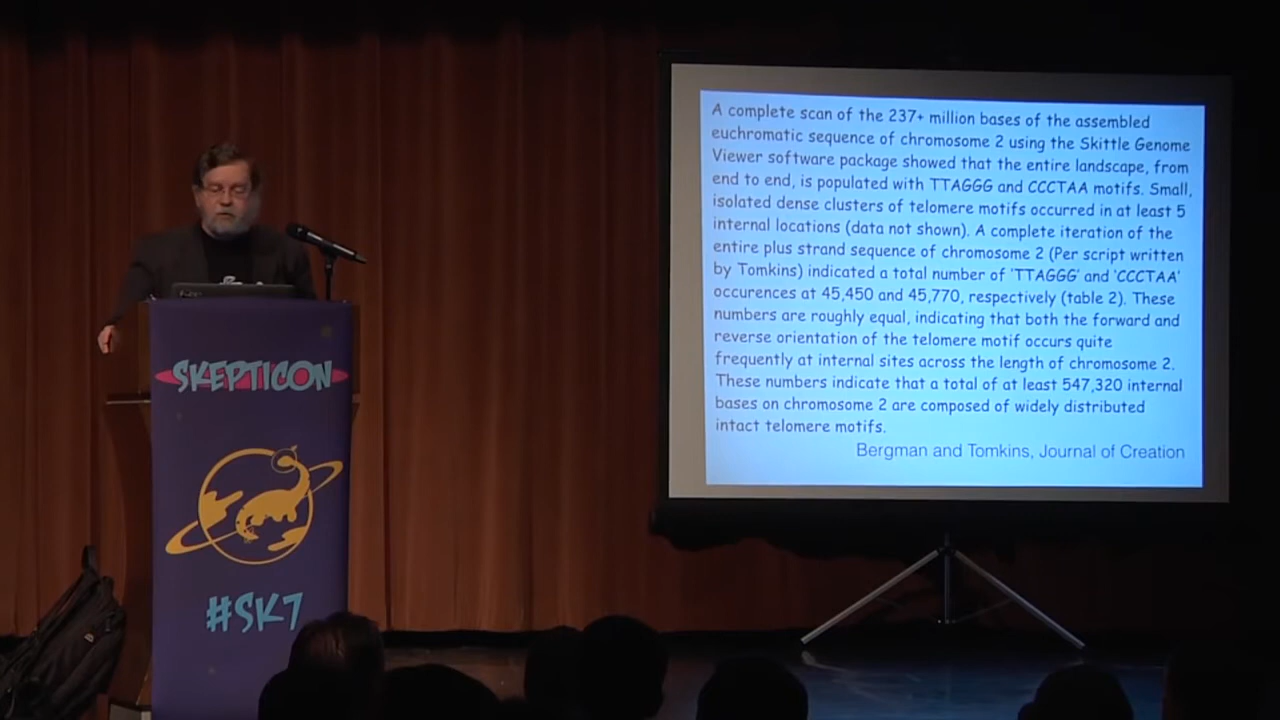 A complete scan of the 237+ million bases of the assembled
euchromatic sequence of chromosome 2 using the Skittle Genome
Viewer software package showed that the entire landscape, from
end to end, is populated with TTAGGG and CCCTAA motifs. Small,
isolated dense clusters of telomere motifs occurred in at least 5
internal locations (data not shown). A complete iteration of the
entire plus strand sequence of chromosome 2 (Per script written
by Tomkins) indicated a total number of 'TTAGGG' and 'CCCTAA'
occurences at 45,450 and 45,770, respectively (table 2). These
numbers are roughly equal, indicating that both the forward and
reverse orientation of the telomere motif occurs quite
frequently at internal sites across the length of chromosome 2.
These numbers indicate that a total of at least 547,320 internal
bases on chromosome 2 are composed of widely distributed
intact telomere motifs.
Bergman and Tomkins, Journal of Creation
SKEPTICON
#SK7